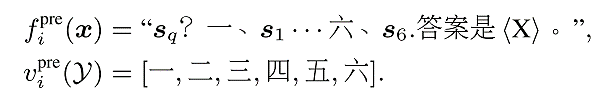 f_i^pre(x) = “s_q？一、s_1 ⋯ 六、s_6.答案是⟨X⟩。”,
v_i^pre(𝒴) = [一,二,三,四,五,六].